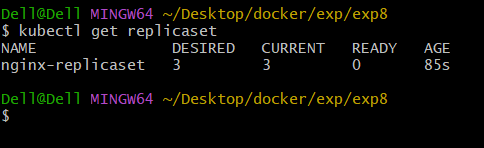 Dell@Dell MINGW64 ~/Desktop/docker/exp/exp8
$ kubectl get replicaset
NAME DESIRED CURRENT READY AGE
nginx-replicaset 3 3 0 85s
Dell@Dell MINGW64 ~/Desktop/docker/exp/exp8
$